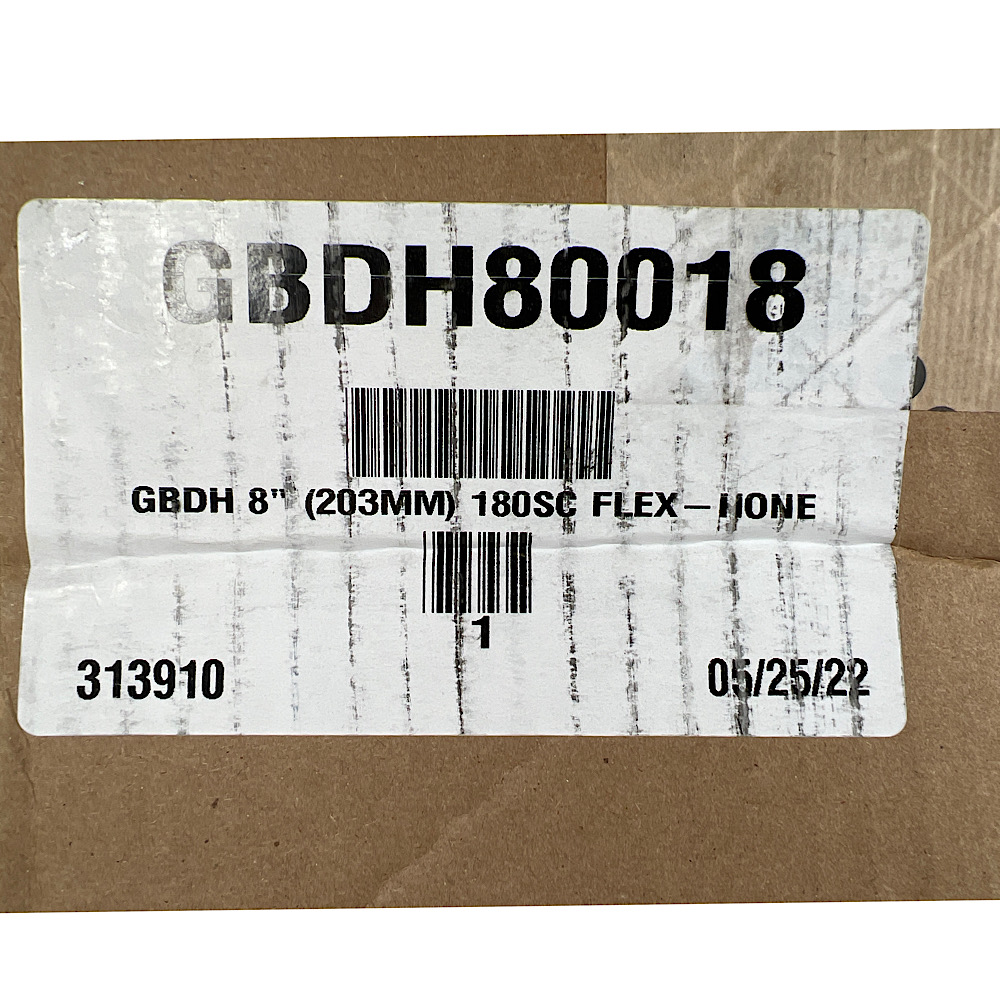 GBDH80018
GBDH 8" (203MM) 180SC FLEX-HONE
1
313910
05/25/22